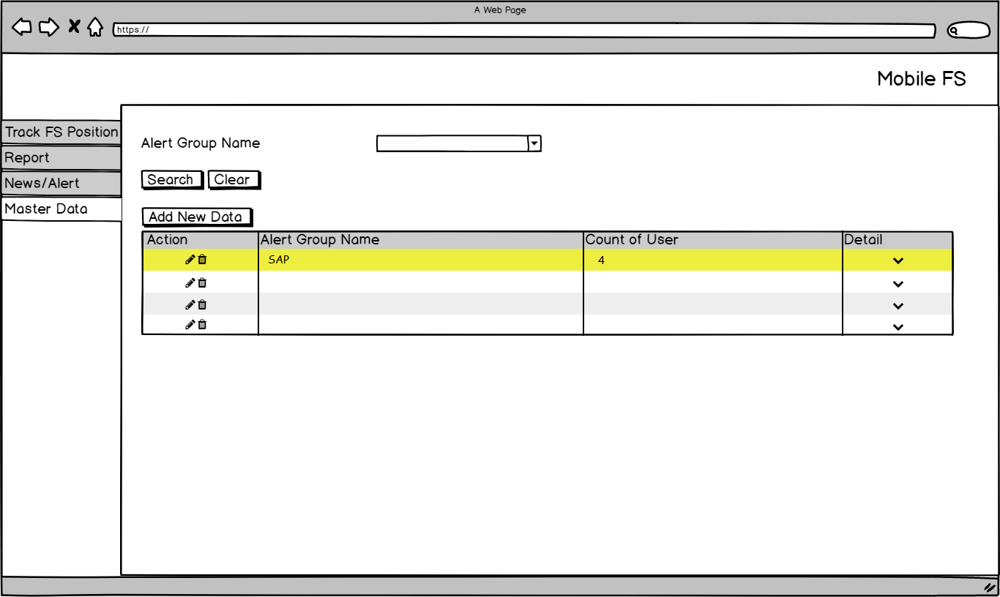 A Web Page
https://
Mobile FS
Track FS Position
Report
News/Alert
Master Data
Alert Group Name
Search Clear
Add New Data
Action Alert Group Name Count of User Detail
SAP 4